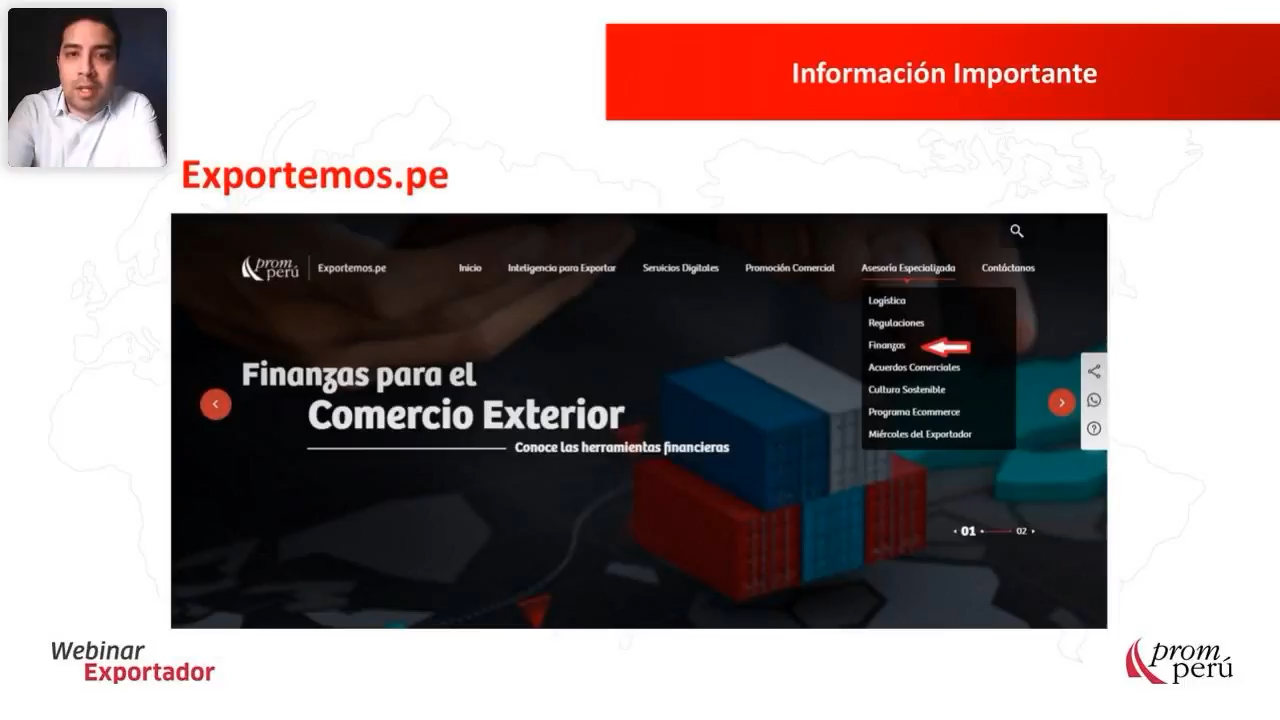 Información Importante
Exportemos.pe
prom perú | Exportemos.pe
Inicio
Inteligencia para Exportar
Servicios Digitales
Promoción Comercial
Asesoría Especializada
Contáctanos
Logística
Regulaciones
Finanzas
Acuerdos Comerciales
Cultura Sostenible
Programa Ecommerce
Miércoles del Exportador
Finanzas para el
Comercio Exterior
Conoce las herramientas financieras
01
02
Webinar
Exportador
prom
perú